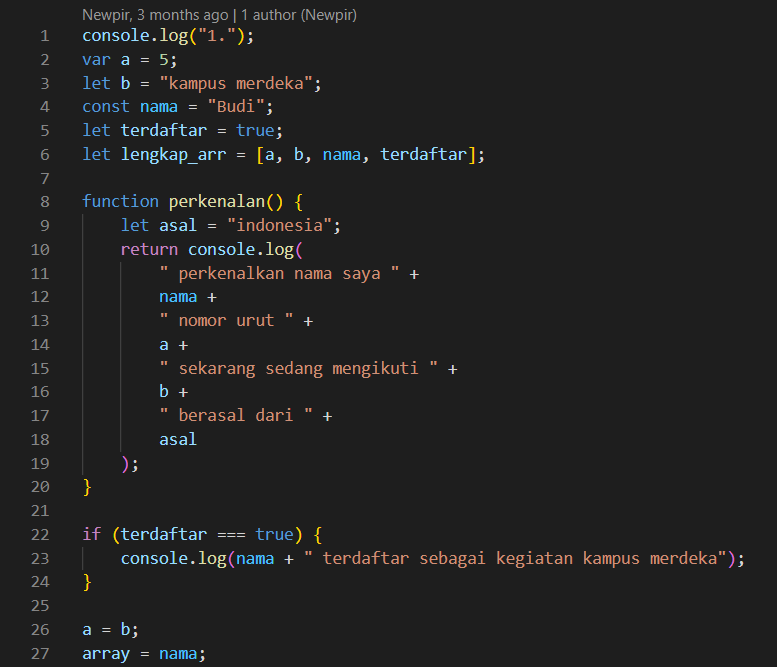 Newpir, 3 months ago | 1 author (Newpir)
1 console.log("1.");
2 var a = 5;
3 let b = "kampus merdeka";
4 const nama = "Budi";
5 let terdaftar = true;
6 let lengkap_arr = [a, b, nama, terdaftar];
7
8 function perkenalan() {
9 let asal = "indonesia";
10 return console.log(
11 " perkenalkan nama saya " +
12 nama +
13 " nomor urut " +
14 a +
15 " sekarang sedang mengikuti " +
16 b +
17 " berasal dari " +
18 asal
19 );
20 }
21
22 if (terdaftar === true) {
23 console.log(nama + " terdaftar sebagai kegiatan kampus merdeka");
24 }
25
26 a = b;
27 array = nama;